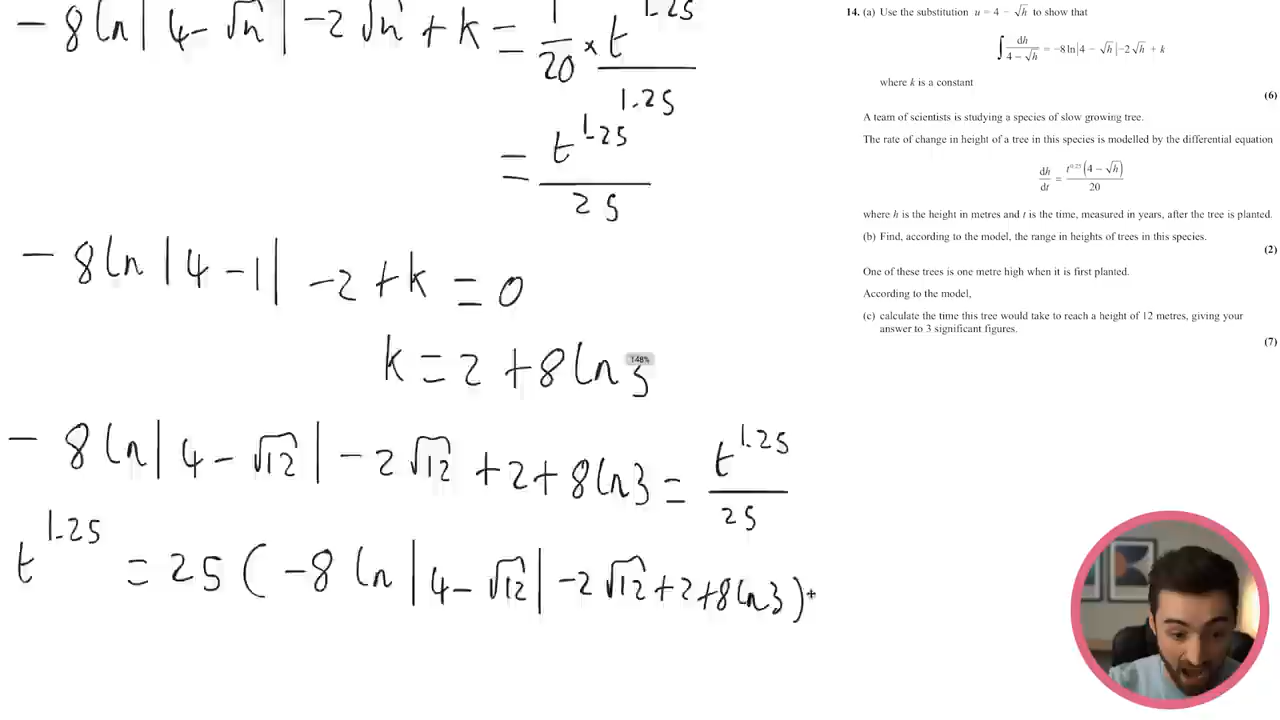 - 8 ln |4 - √h| - 2√h + k = 1/20 × t^1.25/1.25
= t^1.25/25
- 8 ln |4 - 1| - 2 + k = 0
k = 2 + 8 ln 3
148%
- 8 ln |4 - √12| - 2√12 + 2 + 8 ln 3 = t^1.25/25
t^1.25 = 25 ( - 8 ln |4 - √12| - 2√12 + 2 + 8 ln 3 )
14. (a) Use the substitution u = 4 − √h to show that
∫ dh/(4 − √h) = −8 ln|4 − √h| −2√h + k
where k is a constant
(6)
A team of scientists is studying a species of slow growing tree.
The rate of change in height of a tree in this species is modelled by the differential equation
dh/dt = t^0.25(4 − √h)/20
where h is the height in metres and t is the time, measured in years, after the tree is planted.
(b) Find, according to the model, the range in heights of trees in this species.
(2)
One of these trees is one metre high when it is first planted.
According to the model,
(c) calculate the time this tree would take to reach a height of 12 metres, giving your
answer to 3 significant figures.
(7)